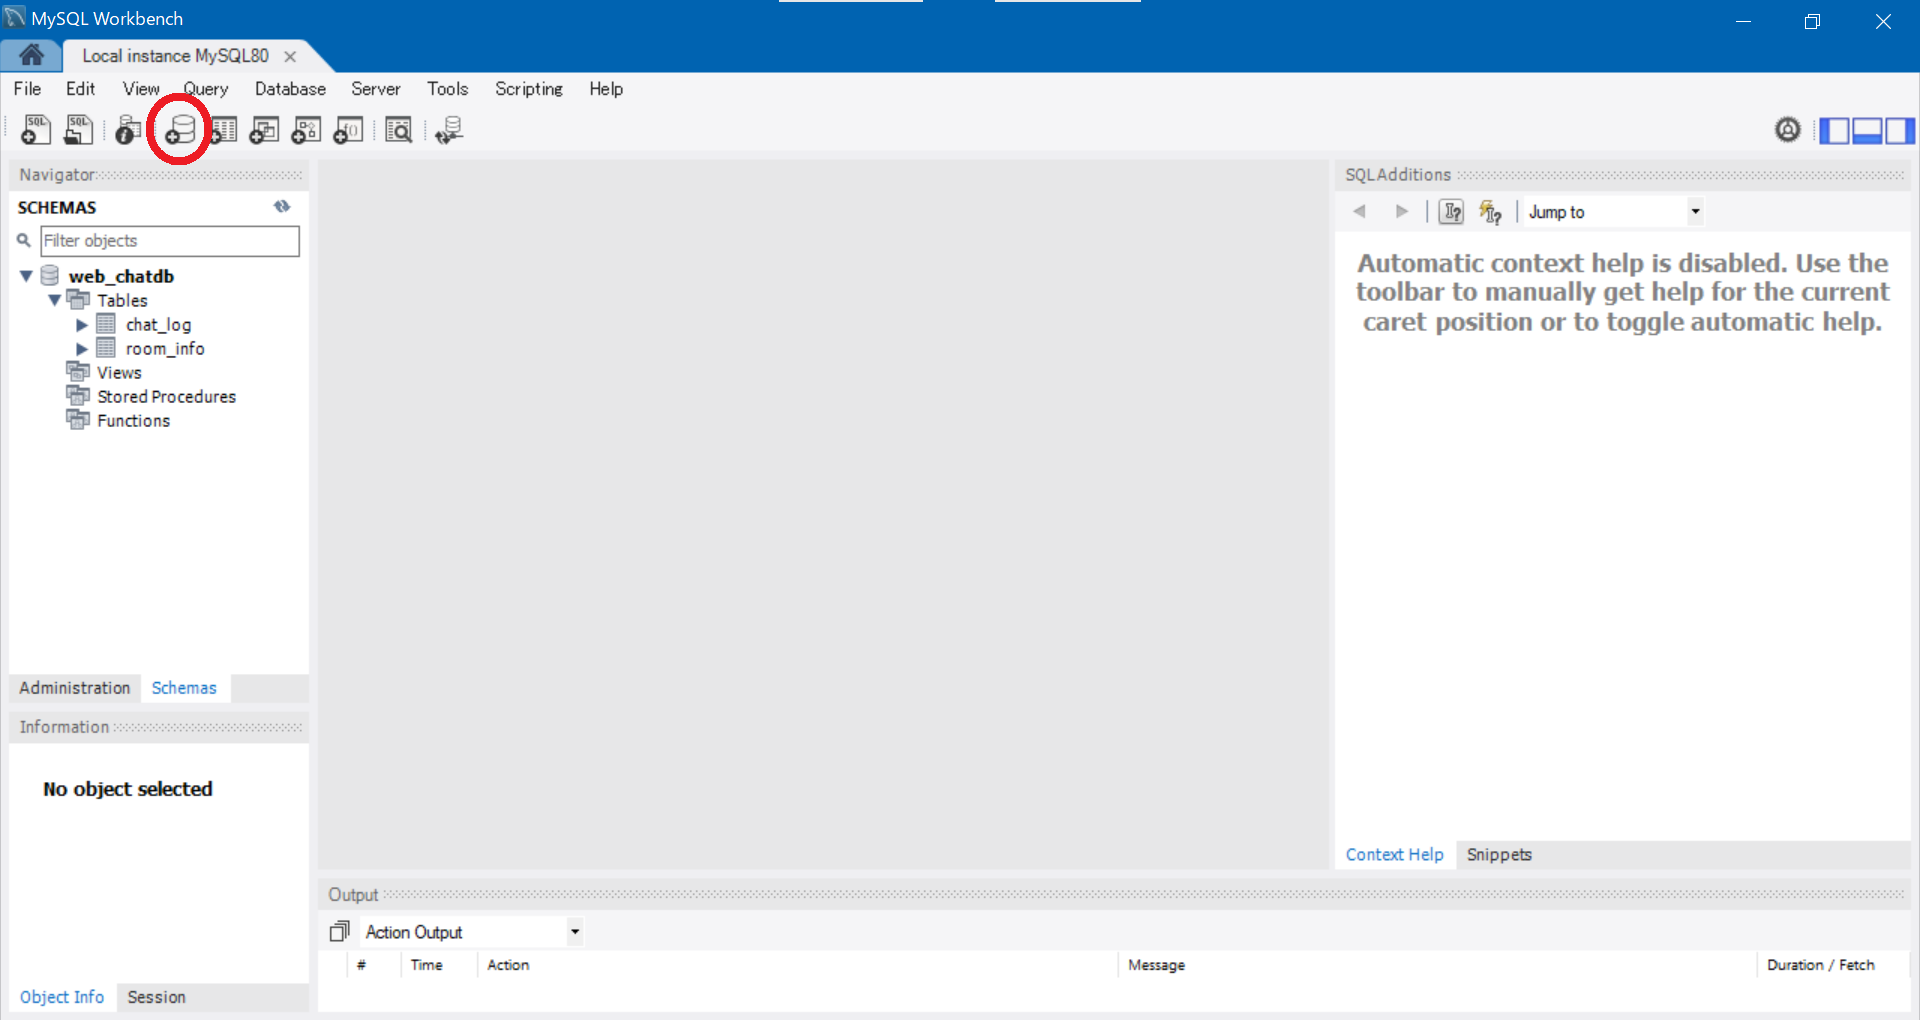 MySQL Workbench
Local instance MySQL80
File Edit View Query Database Server Tools Scripting Help
SQL SQL
Navigator
SCHEMAS
Filter objects
web_chatdb
Tables
chat_log
room_info
Views
Stored Procedures
Functions
Administration Schemas
Information
No object selected
Object Info Session
SQLAdditions
Jump to
Automatic context help is disabled. Use the
toolbar to manually get help for the current
caret position or to toggle automatic help.
Context Help Snippets
Output
Action Output
# Time Action Message Duration / Fetch